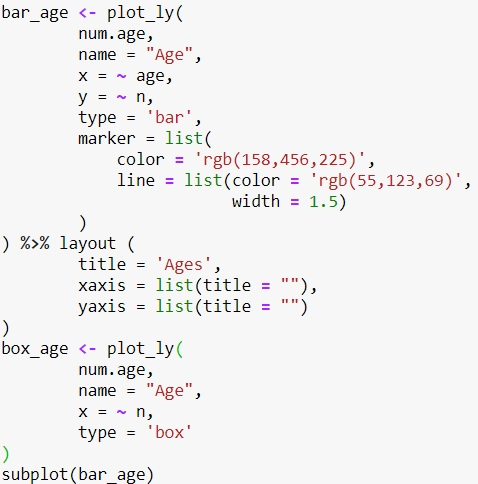 bar_age <- plot_ly(
        num.age,
        name = "Age",
        x = ~ age,
        y = ~ n,
        type = 'bar',
        marker = list(
            color = 'rgb(158,456,225)',
            line = list(color = 'rgb(55,123,69)',
                        width = 1.5)
        )
) %>% layout (
        title = 'Ages',
        xaxis = list(title = ""),
        yaxis = list(title = "")
)
box_age <- plot_ly(
        num.age,
        name = "Age",
        x = ~ n,
        type = 'box'
)
subplot(bar_age)